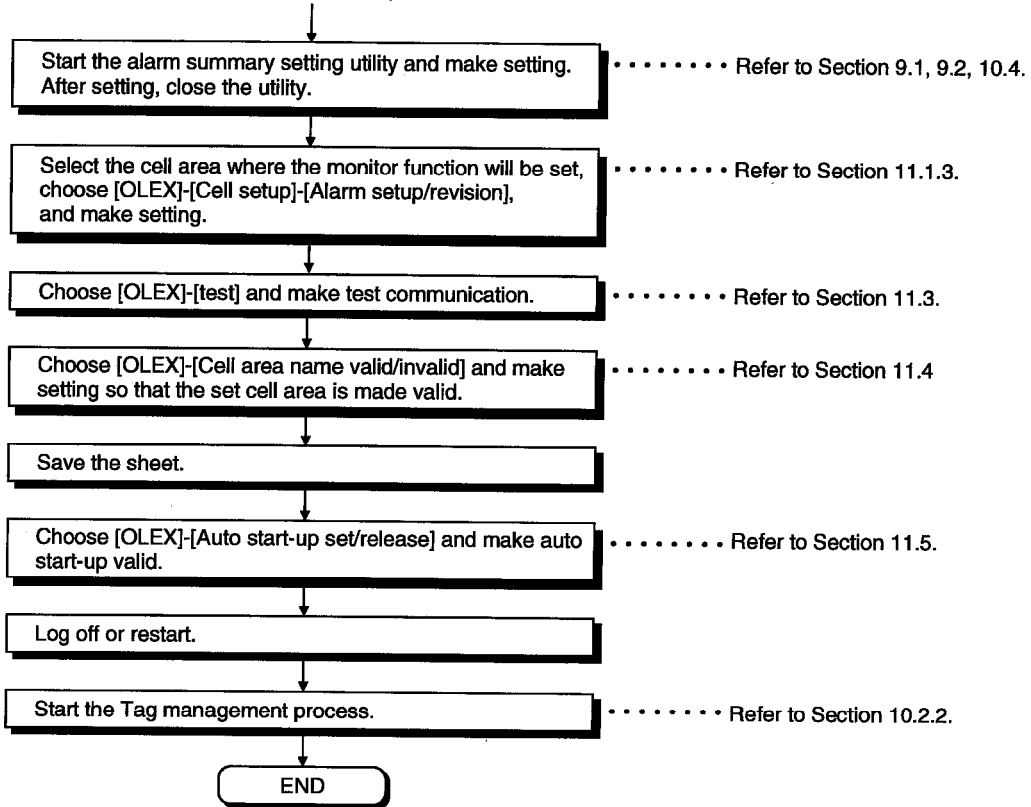 Start the alarm summary setting utility and make setting.
After setting, close the utility.
• • • • • • • • Refer to Section 9.1, 9.2, 10.4.
Select the cell area where the monitor function will be set,
choose [OLEX]-[Cell setup]-[Alarm setup/revision],
and make setting.
• • • • • • • • Refer to Section 11.1.3.
Choose [OLEX]-[test] and make test communication.
• • • • • • • • Refer to Section 11.3.
Choose [OLEX]-[Cell area name valid/invalid] and make
setting so that the set cell area is made valid.
• • • • • • • • Refer to Section 11.4
Save the sheet.
Choose [OLEX]-[Auto start-up set/release] and make auto
start-up valid.
• • • • • • • • Refer to Section 11.5.
Log off or restart.
Start the Tag management process.
• • • • • • • • Refer to Section 10.2.2.
END